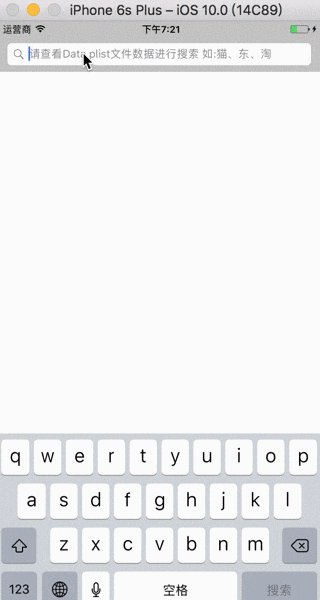 iPhone 6s Plus – iOS 10.0 (14C89)
运营商 下午7:21
请查看Data.plist文件数据进行搜索 如:猫、东、淘
q w e r t y u i o p
a s d f g h j k l
z x c v b n m
123 空格 搜索